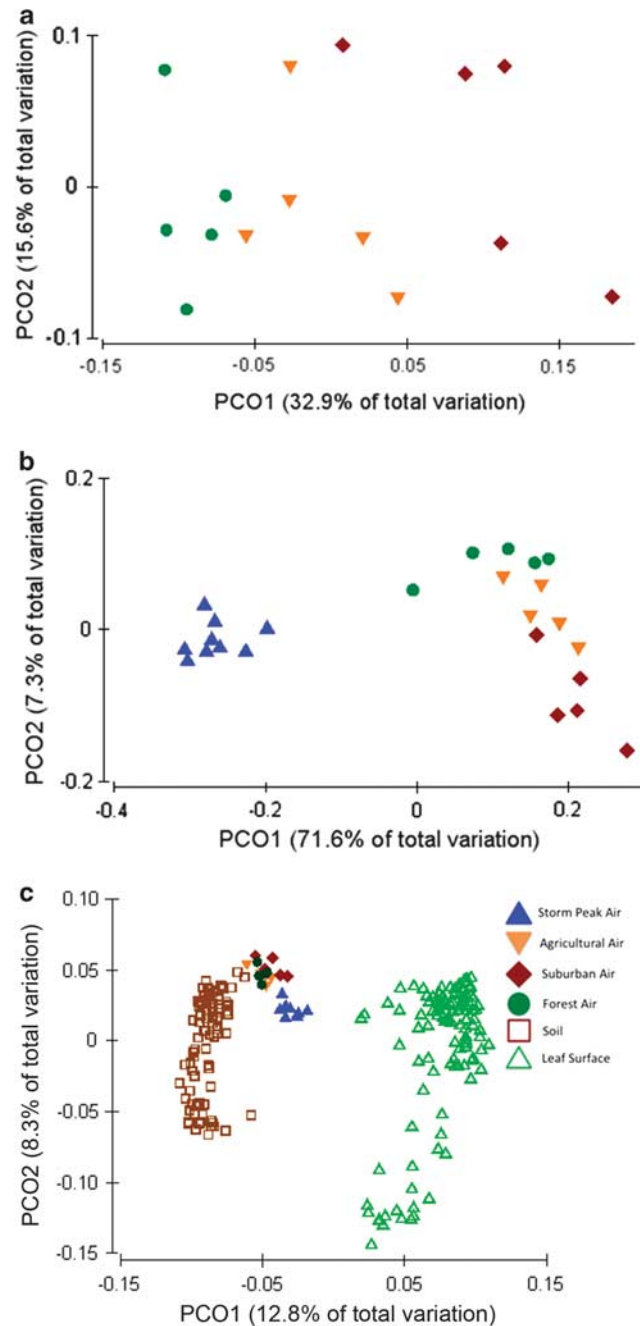 a
0.1
0
-0.1
PCO2 (15.6% of total variation)
-0.15
-0.05
0.05
0.15
PCO1 (32.9% of total variation)
b
0.2
0
-0.2
PCO2 (7.3% of total variation)
-0.4
-0.2
0
0.2
PCO1 (71.6% of total variation)
c
0.10
0.05
0
-0.05
-0.10
-0.15
PCO2 (8.3% of total variation)
Storm Peak Air
Agricultural Air
Suburban Air
Forest Air
Soil
Leaf Surface
-0.15
-0.05
0.05
0.15
PCO1 (12.8% of total variation)